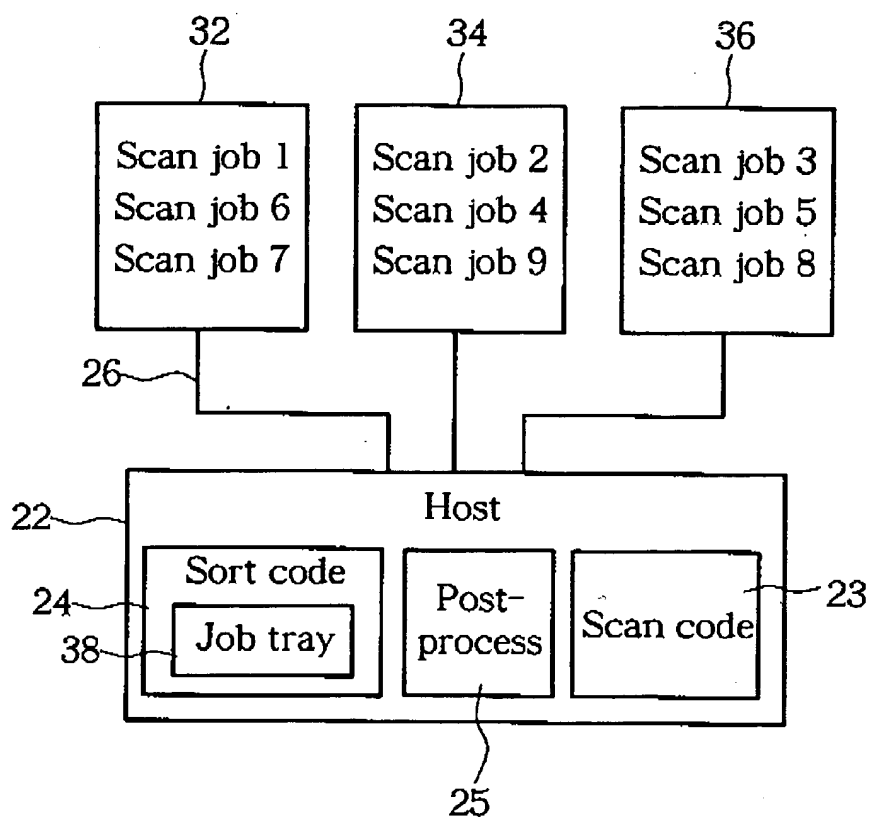 32
34
36
Scan job 1
Scan job 6
Scan job 7
Scan job 2
Scan job 4
Scan job 9
Scan job 3
Scan job 5
Scan job 8
26
22
Host
24
Sort code
38
Job tray
Post-
process
Scan code
23
25